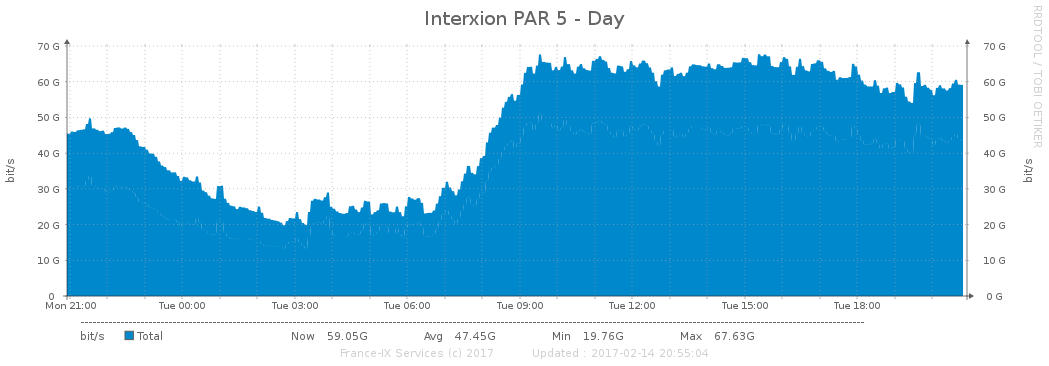 Interxion PAR 5 - Day
RRDTOOL / TOBI OETIKER
70 G 70 G
60 G 60 G
50 G 50 G
40 G 40 G
30 G 30 G
20 G 20 G
10 G 10 G
0 0 G
bit/s
bit/s
Mon 21:00 Tue 00:00 Tue 03:00 Tue 06:00 Tue 09:00 Tue 12:00 Tue 15:00 Tue 18:00
bit/s Total Now 59.05G Avg 47.45G Min 19.76G Max 67.63G
France-IX Services (c) 2017 Updated : 2017-02-14 20:55:04